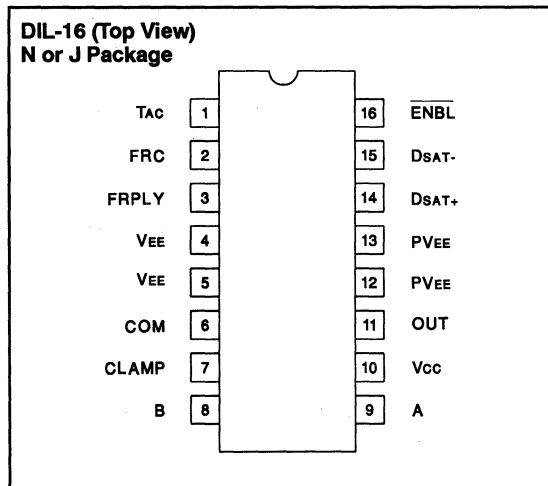 DIL-16 (Top View)
N or J Package
TAC 1 16 ENBL
FRC 2 15 DSAT-
FRPLY 3 14 DSAT+
VEE 4 13 PVEE
VEE 5 12 PVEE
COM 6 11 OUT
CLAMP 7 10 VCC
B 8 9 A